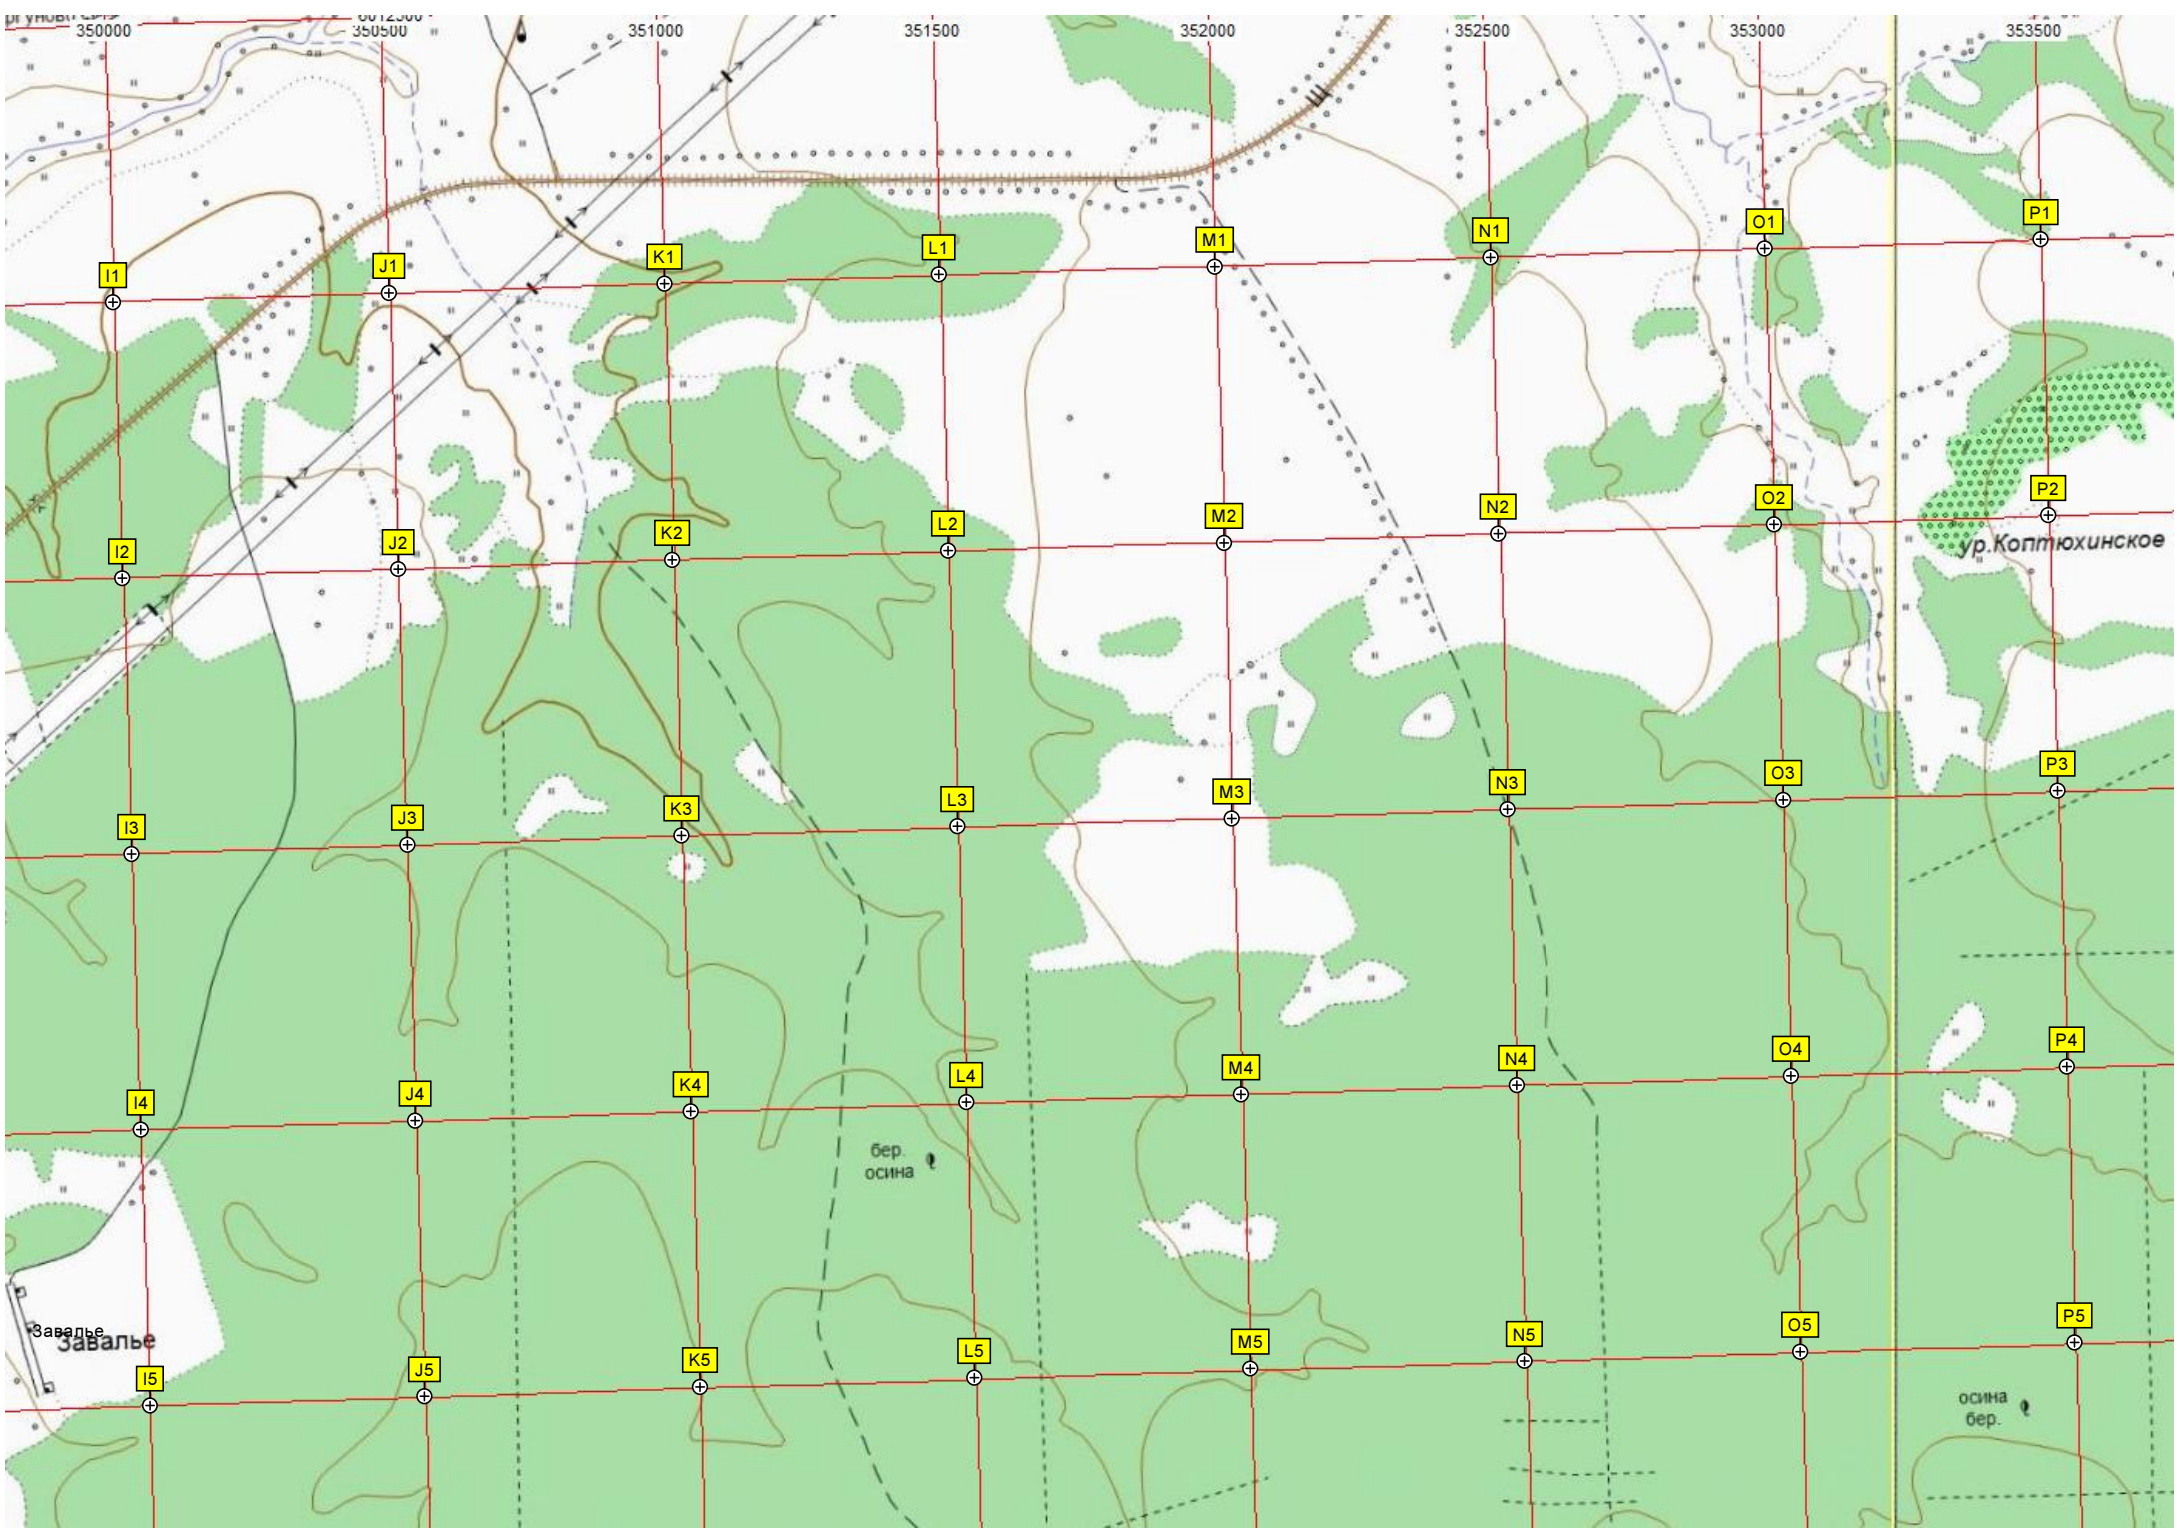 6012500
350000 350500 351000 351500 352000 352500 353000 353500
I1 J1 K1 L1 M1 N1 O1 P1
I2 J2 K2 L2 M2 N2 O2 P2
ур.Коптюхинское
I3 J3 K3 L3 M3 N3 O3 P3
I4 J4 K4 L4 M4 N4 O4 P4
бер.
осина
Завалье
Завалье
I5 J5 K5 L5 M5 N5 O5 P5
осина
бер.